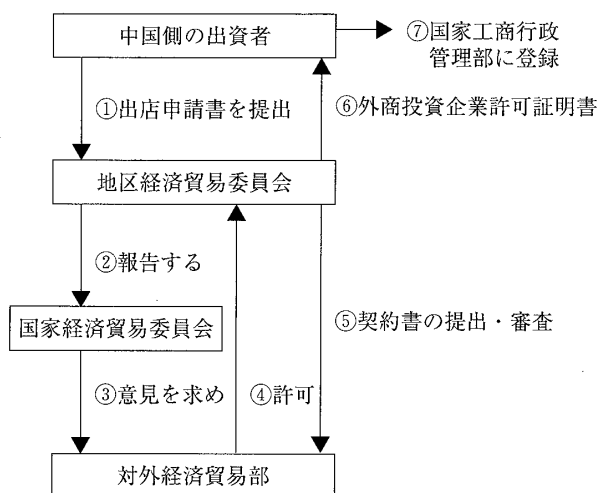 中国側の出資者
⑦国家工商行政
管理部に登録
①出店申請書を提出
⑥外商投資企業許可証明書
地区経済貿易委員会
②報告する
国家経済貿易委員会
⑤契約書の提出・審査
③意見を求め
④許可
対外経済貿易部